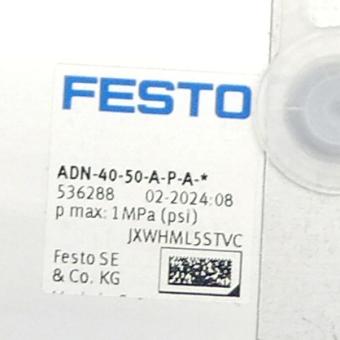 FESTO
ADN-40-50-A-P-A-*
536288 02-2024:08
p max: 1MPa (psi)
JXWHML5STVC
Festo SE
& Co. KG